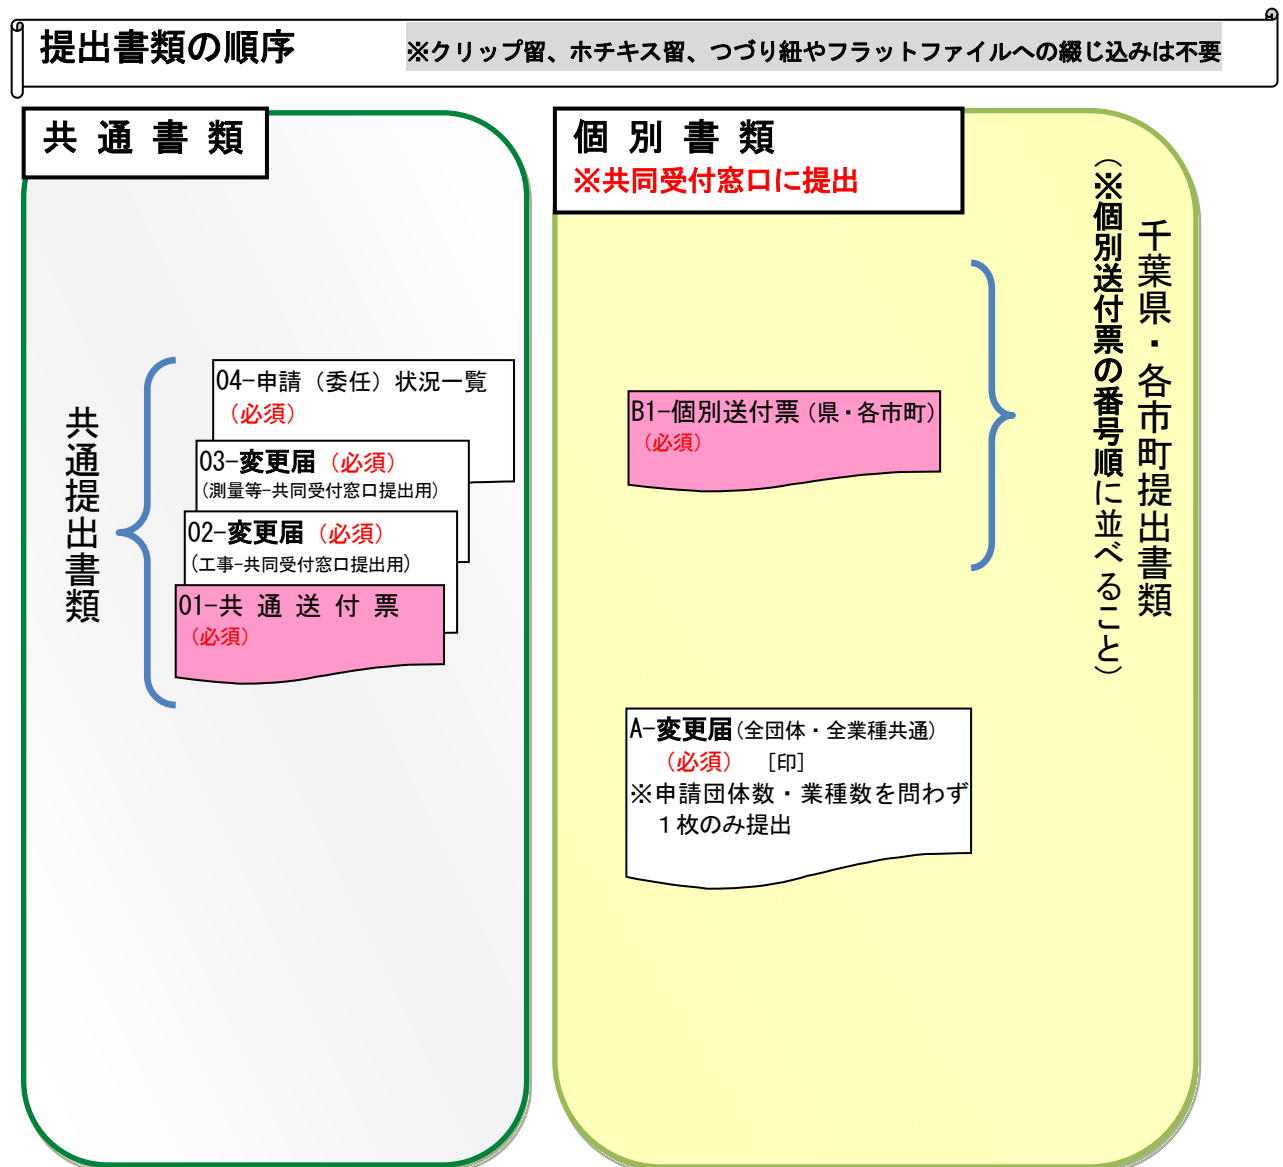 提出書類の順序
※クリップ留、ホチキス留、つづり紐やフラットファイルへの綴じ込みは不要
共 通 書 類
共通提出書類
04-申請（委任）状況一覧
（必須）
03-変更届（必須）
（測量等-共同受付窓口提出用）
02-変更届（必須）
（工事-共同受付窓口提出用）
01-共 通 送 付 票
（必須）
個 別 書 類
※共同受付窓口に提出
千葉県・各市町提出書類
（※個別送付票の番号順に並べること）
B1-個別送付票（県・各市町）
（必須）
A-変更届（全団体・全業種共通）
（必須）　［印］
※申請団体数・業種数を問わず
１枚のみ提出